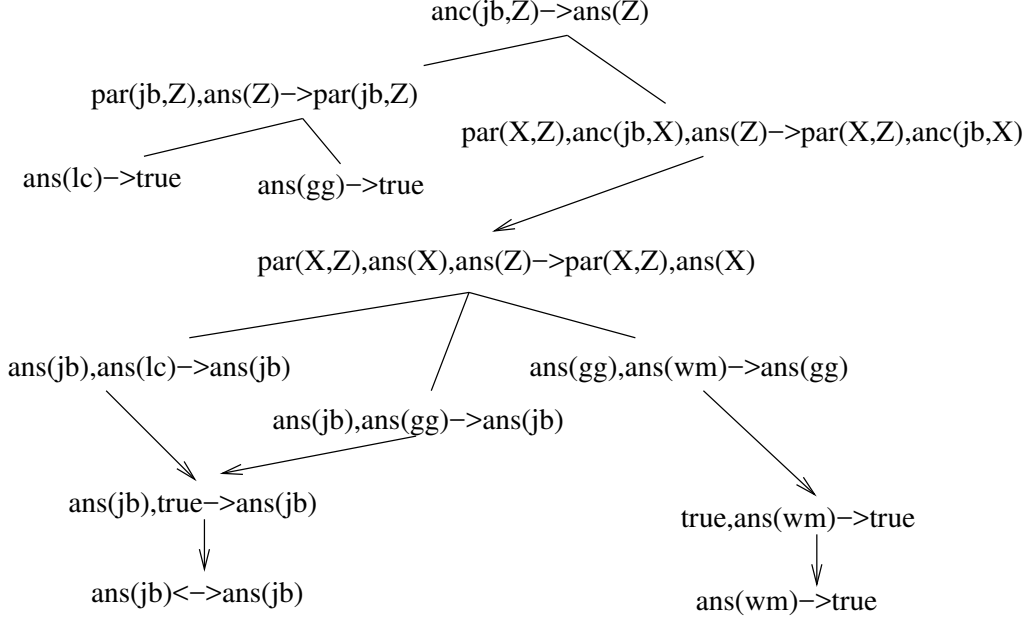 anc(jb,Z)−>ans(Z)
par(jb,Z),ans(Z)−>par(jb,Z)
par(X,Z),anc(jb,X),ans(Z)−>par(X,Z),anc(jb,X)
ans(lc)−>true
ans(gg)−>true
par(X,Z),ans(X),ans(Z)−>par(X,Z),ans(X)
ans(jb),ans(lc)−>ans(jb)
ans(gg),ans(wm)−>ans(gg)
ans(jb),ans(gg)−>ans(jb)
ans(jb),true−>ans(jb)
true,ans(wm)−>true
ans(jb)<−>ans(jb)
ans(wm)−>true